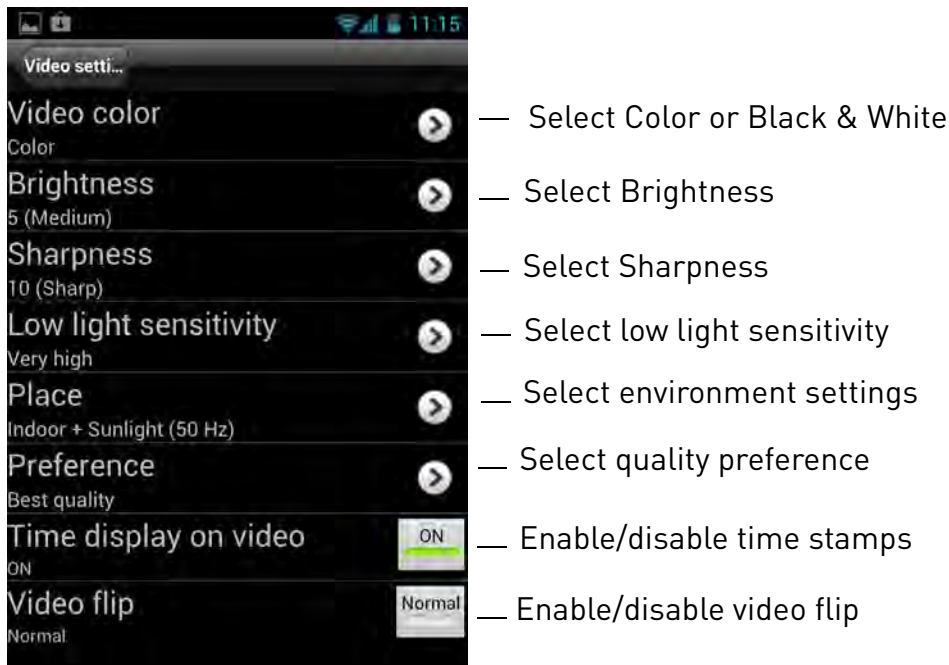 11:15
Video setti...
Video color
Color
— Select Color or Black & White
Brightness
5 (Medium)
— Select Brightness
Sharpness
10 (Sharp)
— Select Sharpness
Low light sensitivity
Very high
— Select low light sensitivity
Place
Indoor + Sunlight (50 Hz)
— Select environment settings
Preference
Best quality
— Select quality preference
Time display on video
ON
ON
— Enable/disable time stamps
Video flip
Normal
Normal
— Enable/disable video flip